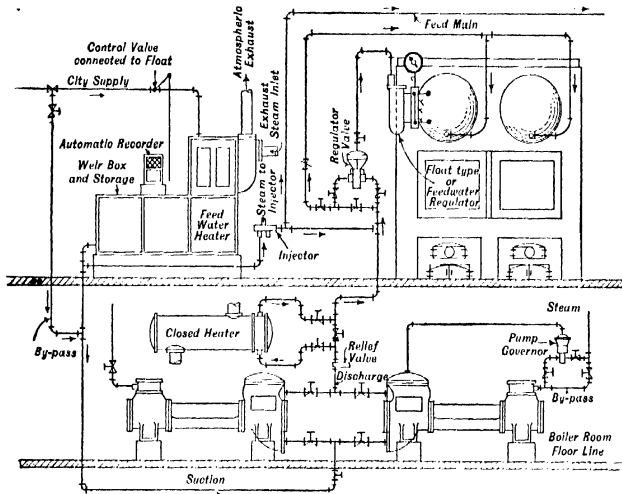 Feed Main
Control Valve
connected to Float
City Supply
Atmospheric
Exhaust
Exhaust
Steam Inlet
Automatic Recorder
Weir Box
and Storage
Steam to
Injector
Regulator
Valve
Float type
or
Feedwater
Regulator
Feed
Water
Heater
Injector
By-pass
Closed Heater
Relief
Valve
Discharge
Steam
Pump
Governor
By-pass
Boiler Room
Floor Line
Suction